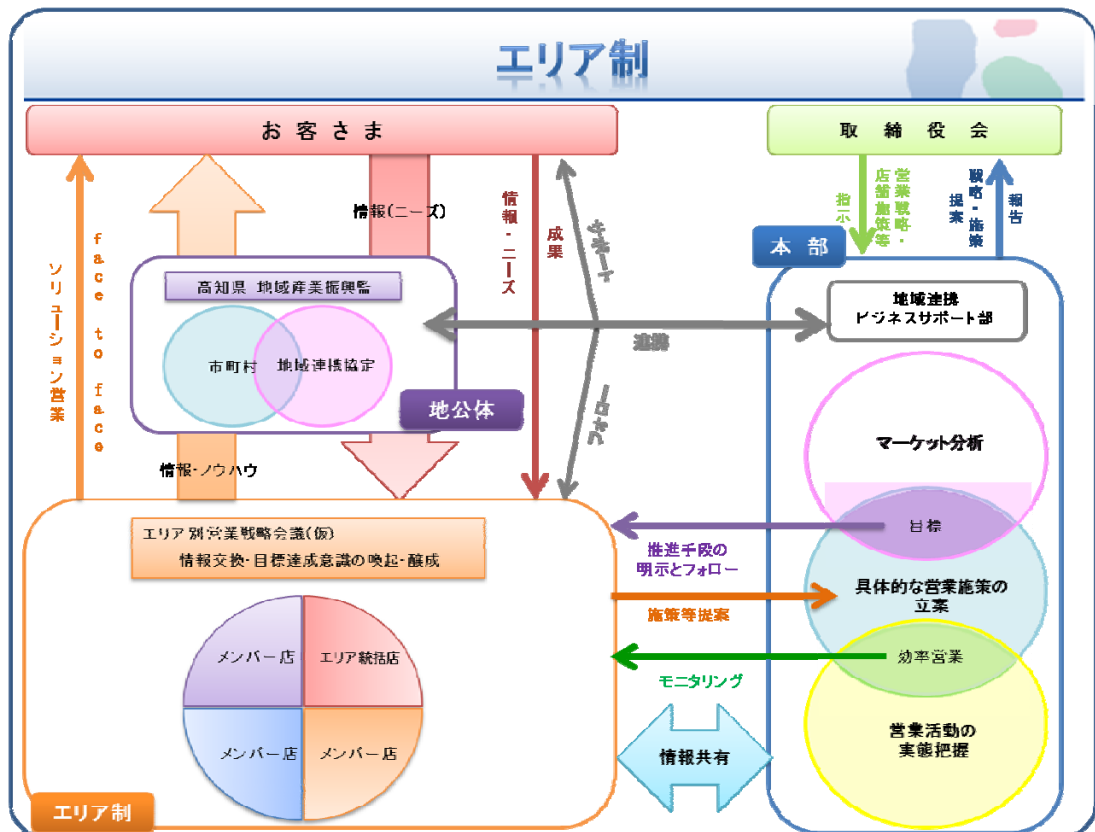 エリア制
お客さま
取締役会
情報(ニーズ)
face to face
ソリューション営業
情報・ニーズ
成果
サポート
営業戦略・
店舗施策等
指示
戦略・施策
提案
報告
本部
高知県 地域産業振興監
市町村
地域連携協定
地公体
連携
地域連携
ビジネスサポート部
フォロー
情報・ノウハウ
マーケット分析
エリア別営業戦略会議(仮)
情報交換・目標達成意識の喚起・醸成
目標
推進手段の
明示とフォロー
具体的な営業施策の
立案
施策等提案
メンバー店
エリア統括店
効率営業
モニタリング
メンバー店
メンバー店
情報共有
営業活動の
実態把握
エリア制